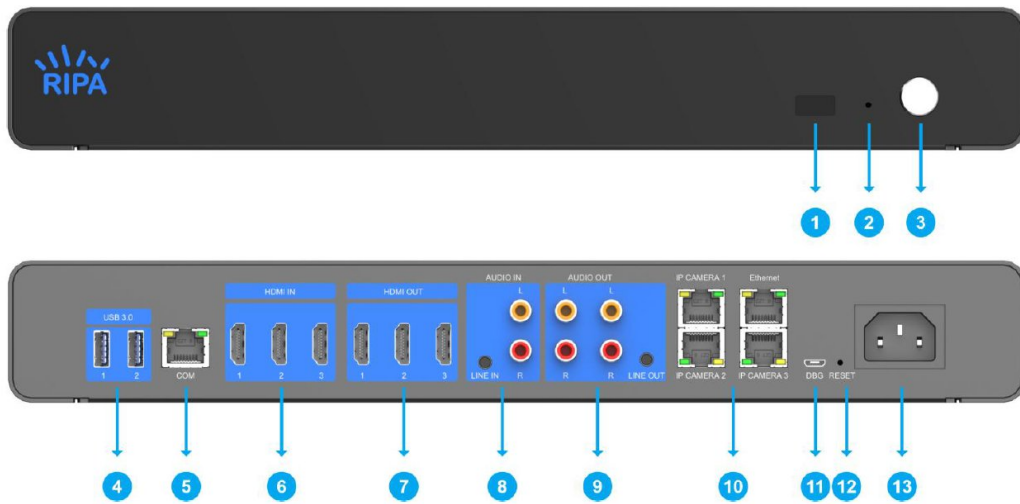 RIPA
1 2 3
AUDIO IN AUDIO OUT IP CAMERA 1 Ethernet
USB 3.0 HDMI IN HDMI OUT L L L
1 2 COM 1 2 3 1 2 3 LINE IN R R R LINE OUT IP CAMERA 2 IP CAMERA 3 DBG RESET
4 5 6 7 8 9 10 11 12 13